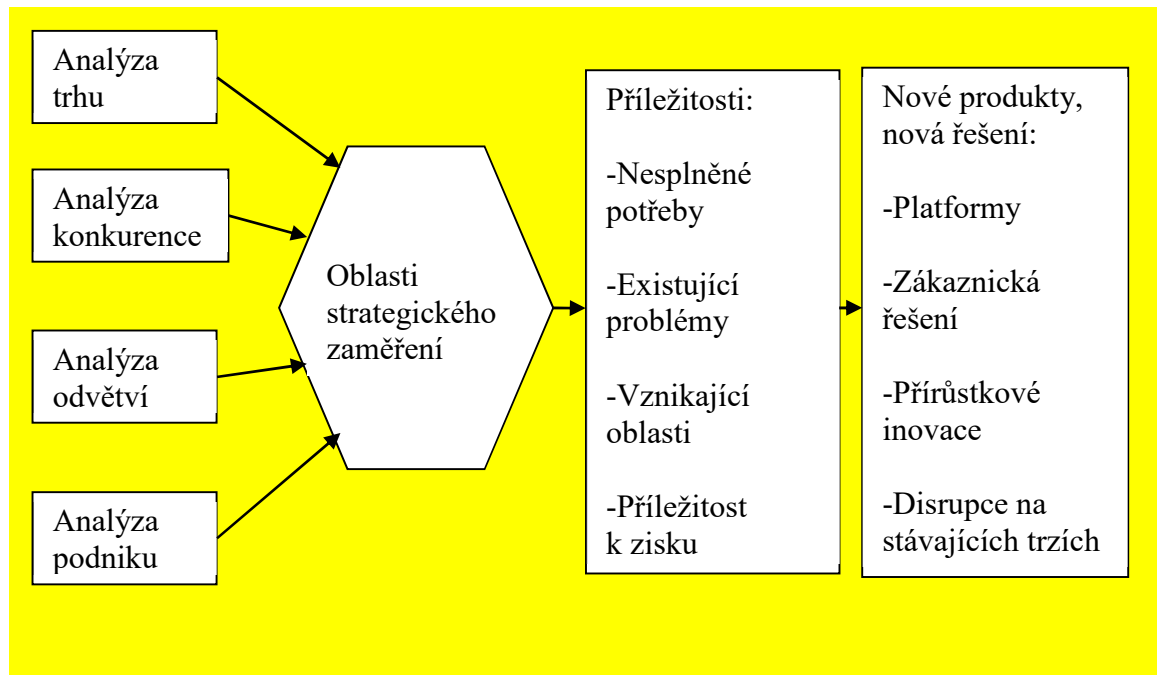 Analýza
trhu
Analýza
konkurence
Analýza
odvětví
Analýza
podniku
Oblasti
strategického
zaměření
Příležitosti:
-Nesplněné
potřeby
-Existující
problémy
-Vznikající
oblasti
-Příležitost
k zisku
Nové produkty,
nová řešení:
-Platformy
-Zákaznická
řešení
-Přírůstkové
inovace
-Disrupce na
stávajících trzích